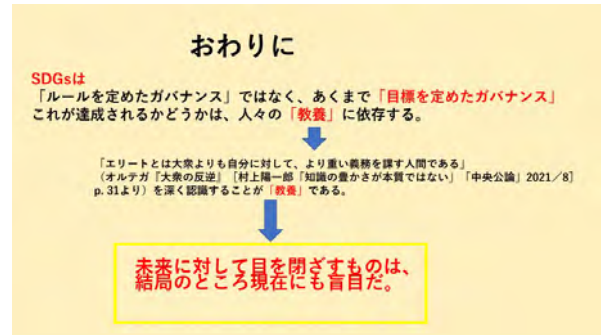 おわりに
SDGsは
「ルールを定めたガバナンス」ではなく、あくまで「目標を定めたガバナンス」
これが達成されるかどうかは、人々の「教養」に依存する。
「エリートとは大衆よりも自分に対して、より重い義務を課す人間である」
(オルテガ『大衆の反逆』[村上陽一郎「知識の豊かさが本質ではない」「中央公論」2021/8]
p. 31より)を深く認識することが「教養」である。
未来に対して目を閉ざすものは、
結局のところ現在にも盲目だ。